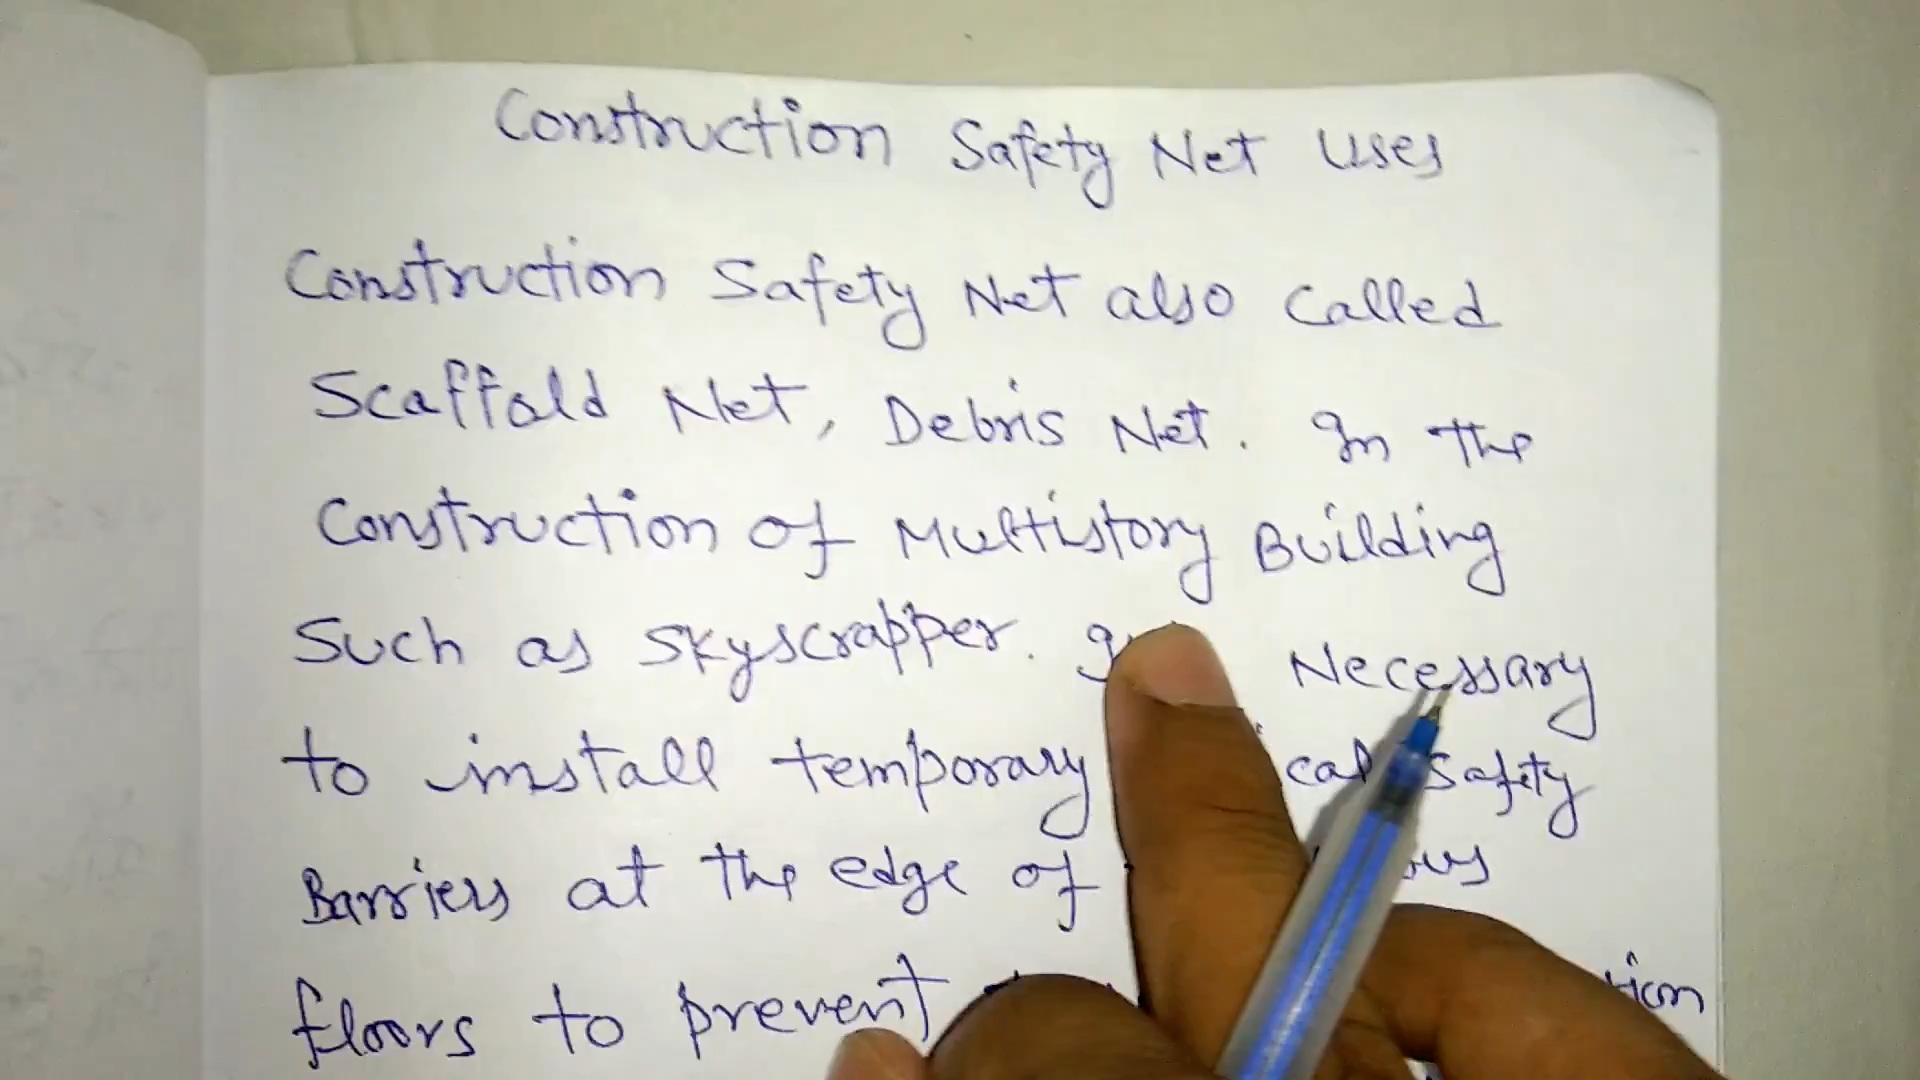 Construction Safety Net Uses
Construction Safety Net also called
Scaffold Net, Debris Net. In the
Construction of Multistory Building
Such as Skyscrapper. Necessary
to install temporary Safety
Barriers at the edge of
floors to prevent